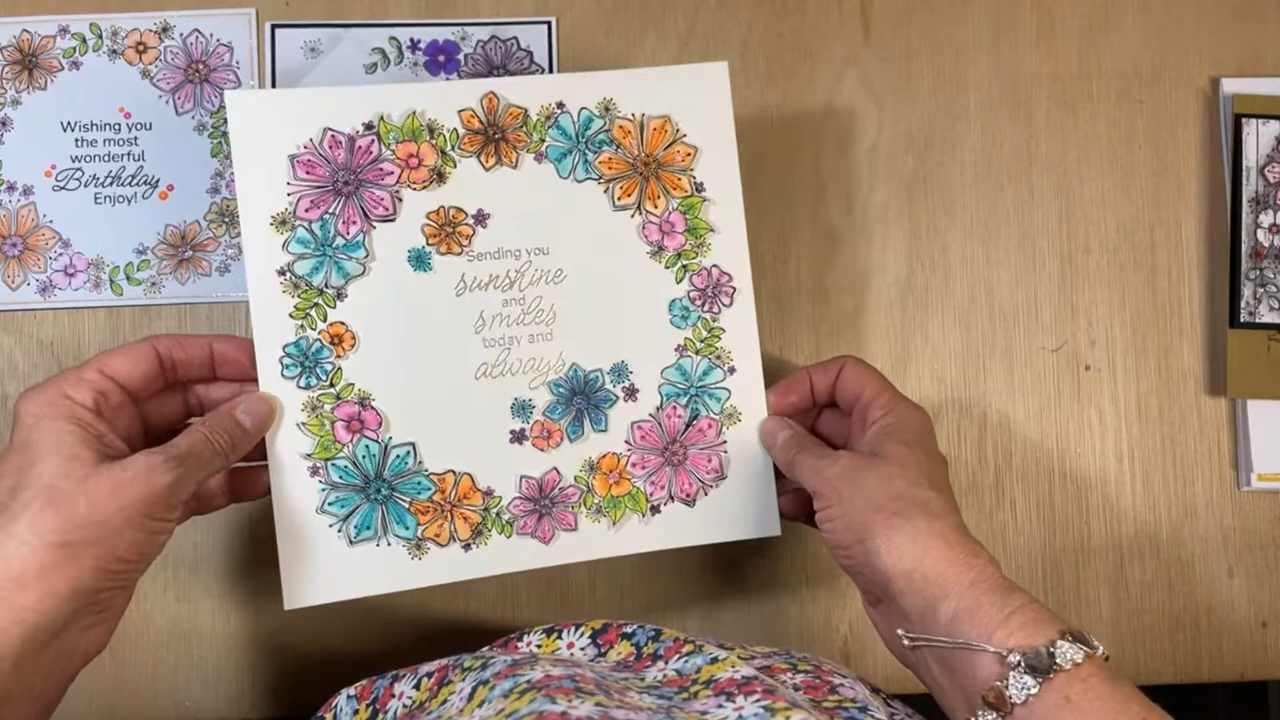 Wishing you
the most
wonderful
Birthday
Enjoy!
Sending you
sunshine
and
smiles
today and
always